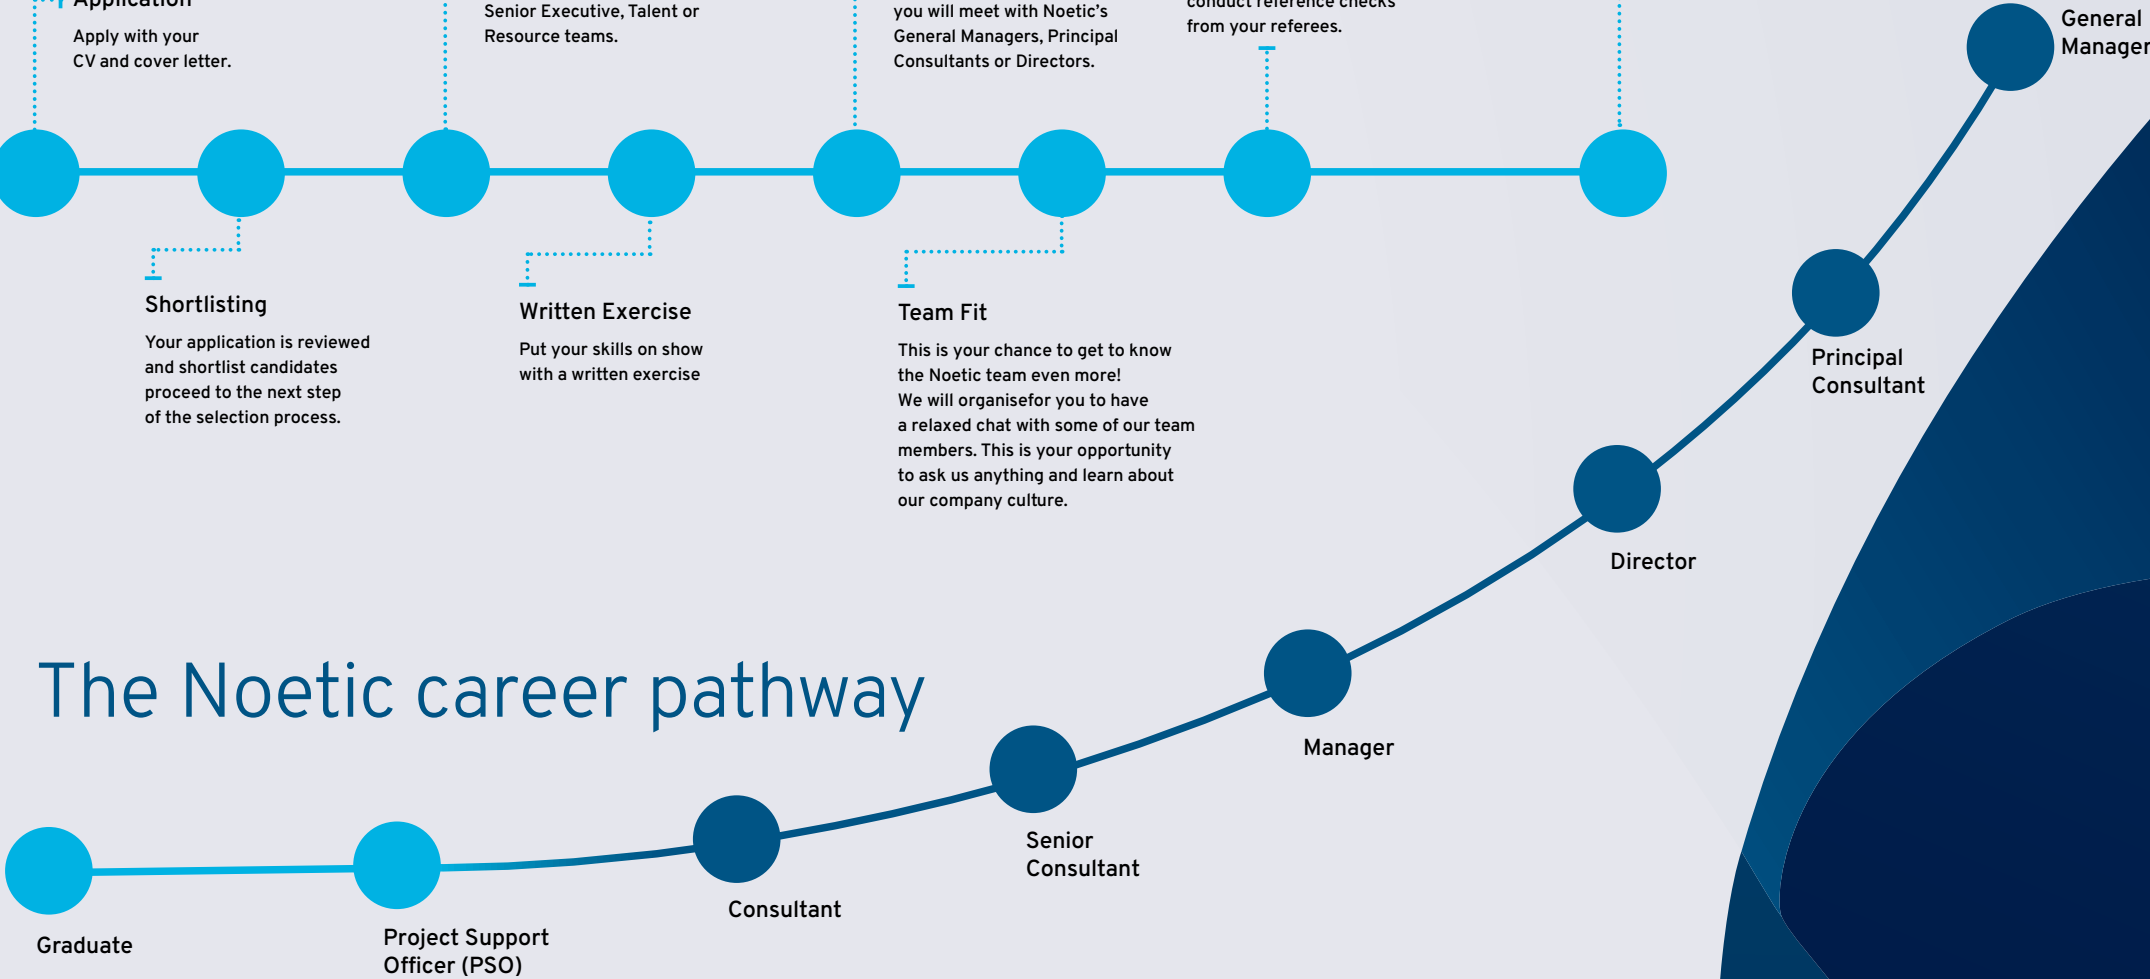 Application
Apply with your
CV and cover letter.
Senior Executive, Talent or
Resource teams.
you will meet with Noetic's
General Managers, Principal
Consultants or Directors.
conduct reference checks
from your referees.
Shortlisting
Your application is reviewed
and shortlist candidates
proceed to the next step
of the selection process.
Written Exercise
Put your skills on show
with a written exercise
Team Fit
This is your chance to get to know
the Noetic team even more!
We will organisefor you to have
a relaxed chat with some of our team
members. This is your opportunity
to ask us anything and learn about
our company culture.
The Noetic career pathway
Graduate
Project Support
Officer (PSO)
Consultant
Senior
Consultant
Manager
Director
Principal
Consultant
General
Manager